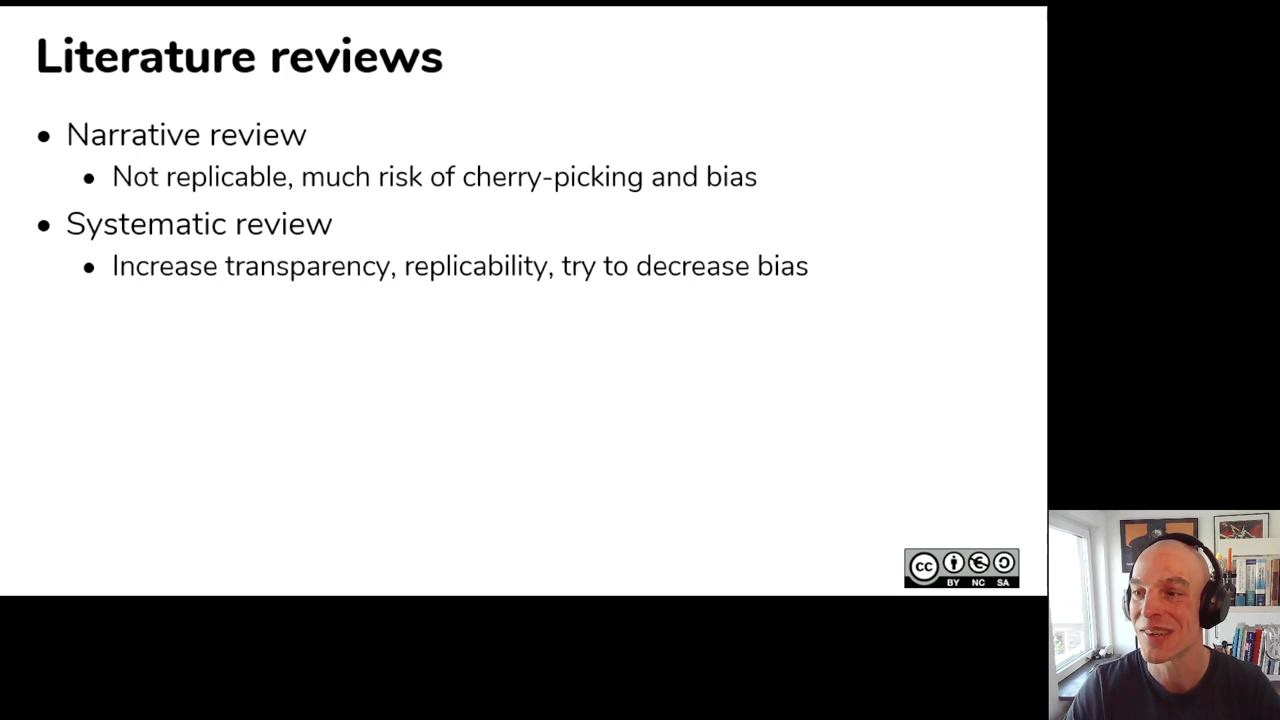 Literature reviews
• Narrative review
• Not replicable, much risk of cherry-picking and bias
• Systematic review
• Increase transparency, replicability, try to decrease bias
cc
BY NC SA